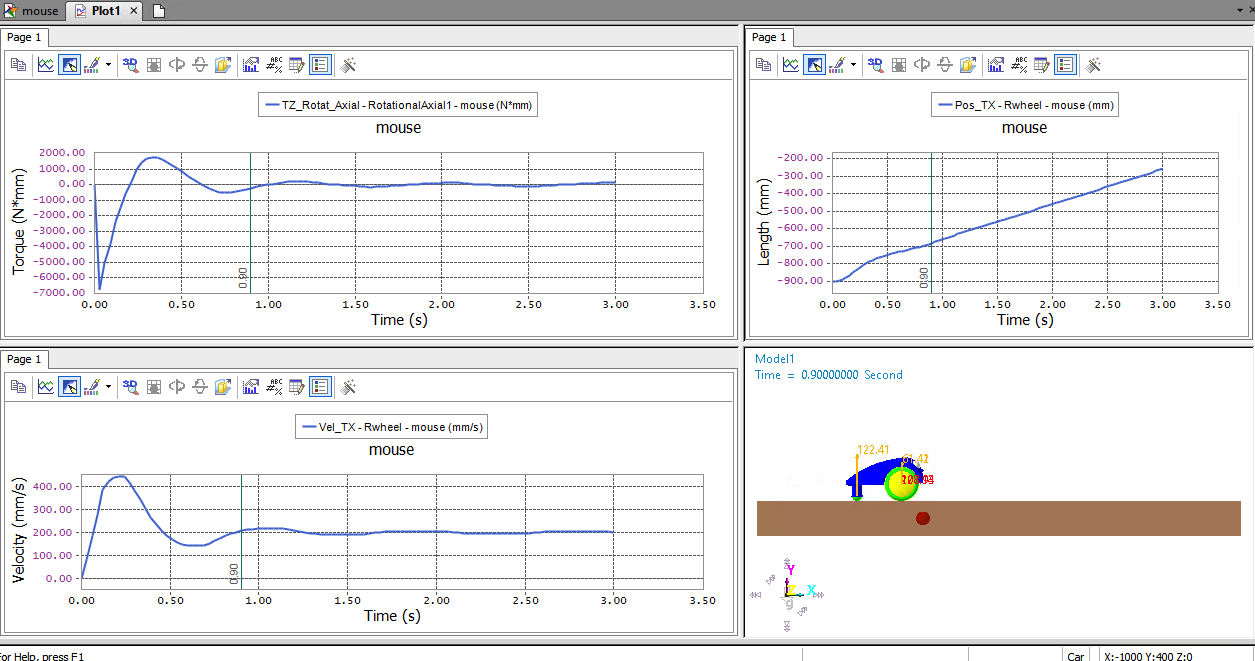 mouse
Plot1
Page 1
TZ_Rotat_Axial - RotationalAxial1 - mouse (N*mm)
mouse
Torque (N*mm)
2000.00
1000.00
0.00
-1000.00
-2000.00
-3000.00
-4000.00
-5000.00
-6000.00
-7000.00
0.90
0.00 0.50 1.00 1.50 2.00 2.50 3.00 3.50
Time (s)
Page 1
Pos_TX - Rwheel - mouse (mm)
mouse
Length (mm)
-200.00
-300.00
-400.00
-500.00
-600.00
-700.00
-800.00
-900.00
0.90
0.00 0.50 1.00 1.50 2.00 2.50 3.00 3.50
Time (s)
Page 1
Vel_TX - Rwheel - mouse (mm/s)
mouse
Velocity (mm/s)
400.00
300.00
200.00
100.00
0.00
0.90
0.00 0.50 1.00 1.50 2.00 2.50 3.00 3.50
Time (s)
Model1
Time = 0.90000000 Second
122.41
Y
X
Z
g
For Help, press F1
Car
X:-1000 Y:400 Z:0